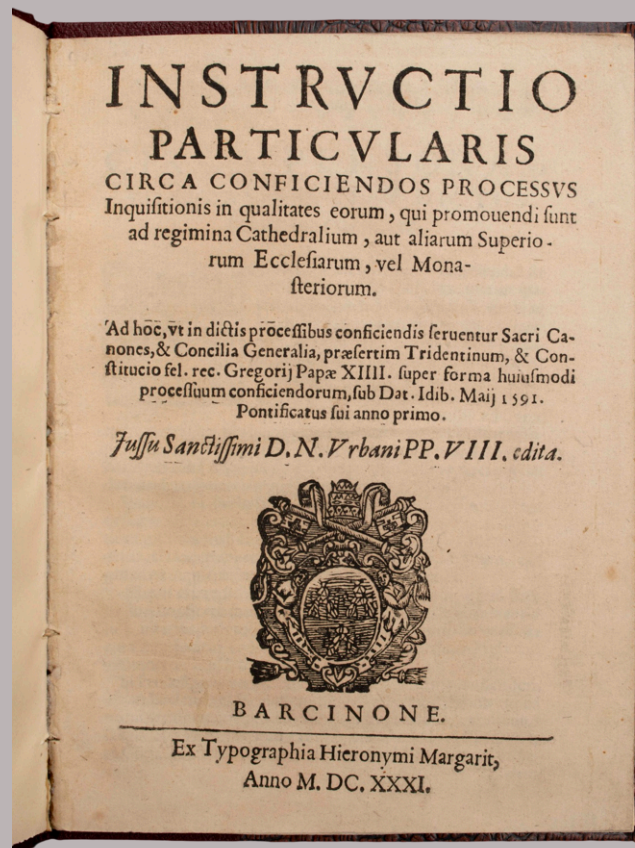 INSTRVCTIO
PARTICVLARIS
CIRCA CONFICIENDOS PROCESSVS
Inquiſitionis in qualitates eorum, qui promouendi ſunt
ad regimina Cathedralium, aut aliarum Superio-
rum Eccleſiarum, vel Mona-
ſteriorum.
Ad hoc, vt in dictis proceſſibus conficiendis ſeruentur Sacri Ca-
nones, & Concilia Generalia, præſertim Tridentinum, & Con-
ſtitucio fel. rec. Gregorij Papæ XIIII. ſuper forma huiuſmodi
proceſſuum conficiendorum, ſub Dat. Idib. Maij 1591.
Pontificatus ſui anno primo.
Juſſu Sanctiſſimi D. N. Vrbani PP. VIII. edita.
BARCINONE.
Ex Typographia Hieronymi Margarit,
Anno M. DC. XXXI.